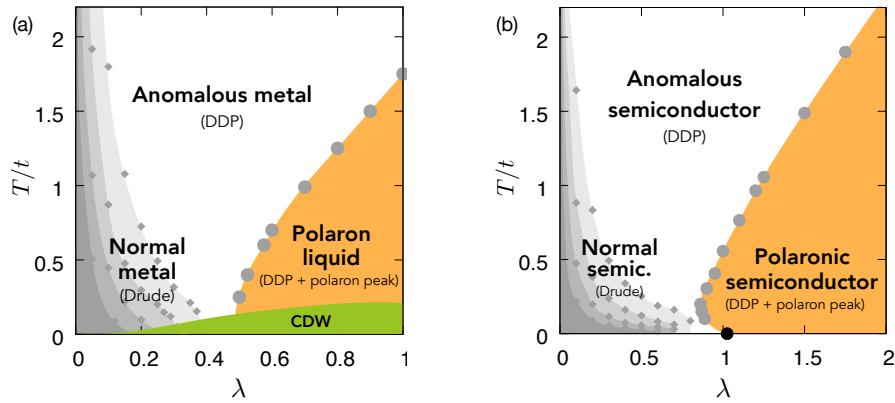 (a)
2
1.5
1
0.5
0
T/t
Anomalous metal
(DDP)
Normal
metal
(Drude)
Polaron
liquid
(DDP + polaron peak)
CDW
0 0.2 0.4 0.6 0.8 1
λ
(b)
2
1.5
1
0.5
0
T/t
Anomalous
semiconductor
(DDP)
Normal
semic.
(Drude)
Polaronic
semiconductor
(DDP + polaron peak)
0 0.5 1 1.5 2
λ